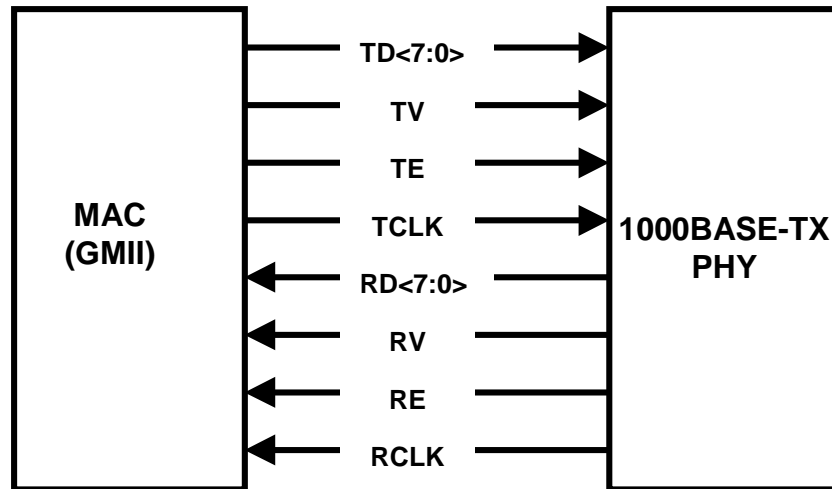 MAC
(GMII)
TD<7:0>
TV
TE
TCLK
RD<7:0>
RV
RE
RCLK
1000BASE-TX
PHY